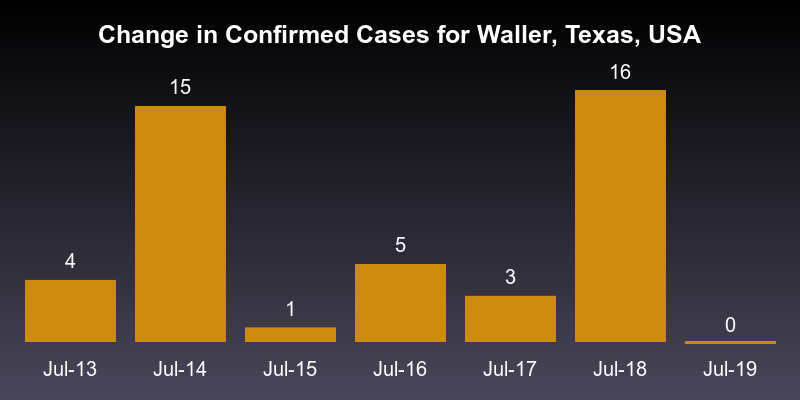 Change in Confirmed Cases for Waller, Texas, USA
4
15
1
5
3
16
0
Jul-13
Jul-14
Jul-15
Jul-16
Jul-17
Jul-18
Jul-19